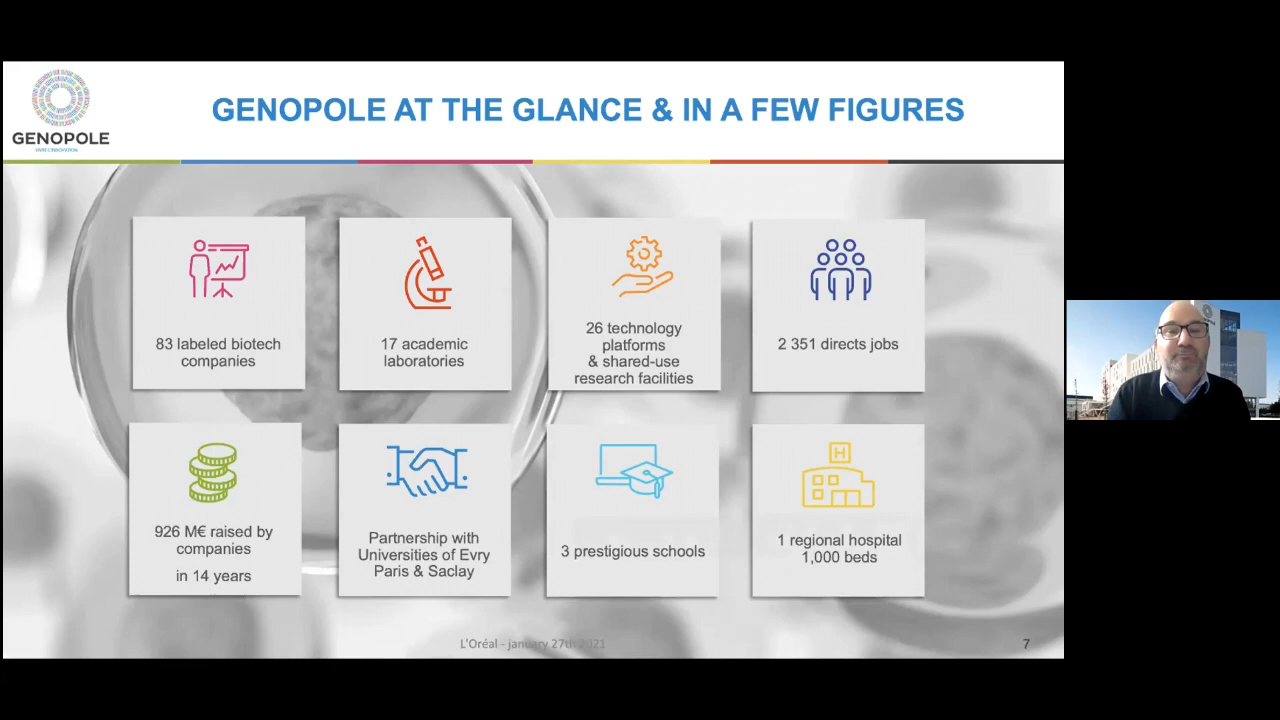 GENOPOLE
VIVRE L'INNOVATION
GENOPOLE AT THE GLANCE & IN A FEW FIGURES
83 labeled biotech
companies
17 academic
laboratories
26 technology
platforms
& shared-use
research facilities
2 351 directs jobs
926 M€ raised by
companies
in 14 years
Partnership with
Universities of Evry
Paris & Saclay
3 prestigious schools
H
1 regional hospital
1,000 beds
L'Oréal - january 27th 2021
7